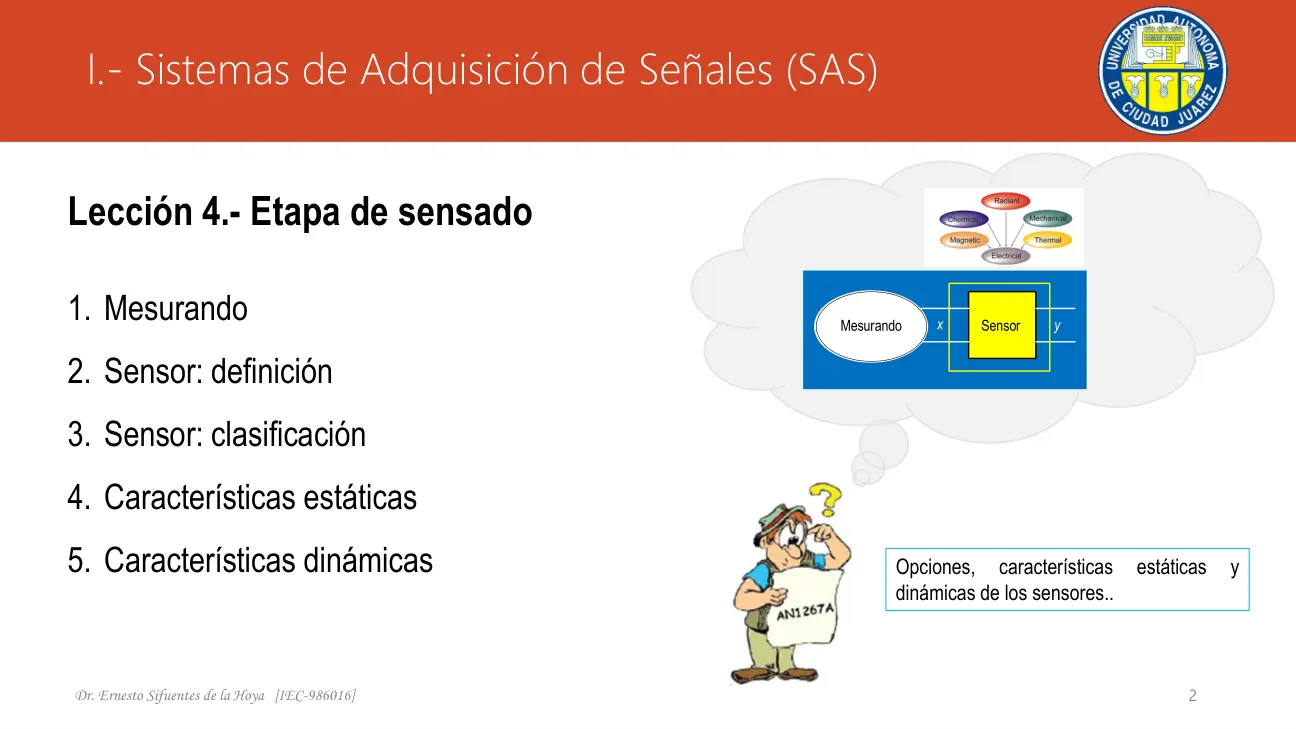 I.- Sistemas de Adquisición de Señales (SAS)
UNIVERSIDAD AUTONOMA
DE CIUDAD JUAREZ
Lección 4.- Etapa de sensado
1. Mesurando
2. Sensor: definición
3. Sensor: clasificación
4. Características estáticas
5. Características dinámicas
Radiant
Chemical
Mechanical
Magnetic
Thermal
Electrical
Mesurando
x
Sensor
y
?
AN1267A
Opciones, características estáticas y
dinámicas de los sensores..
Dr. Ernesto Sifuentes de la Hoya [IEC-986016]
2